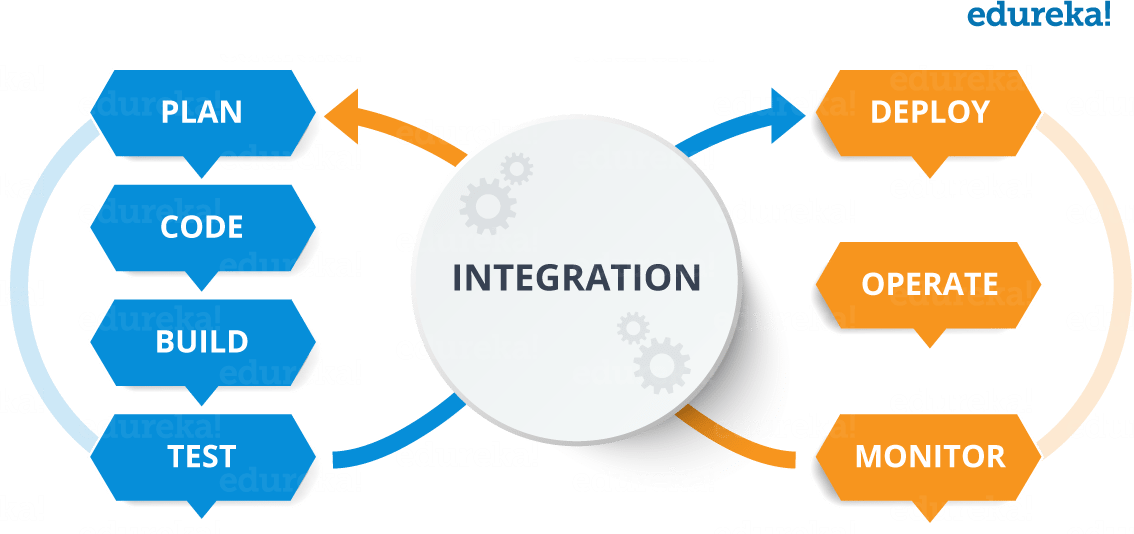 edureka!
PLAN
CODE
BUILD
TEST
INTEGRATION
DEPLOY
OPERATE
MONITOR